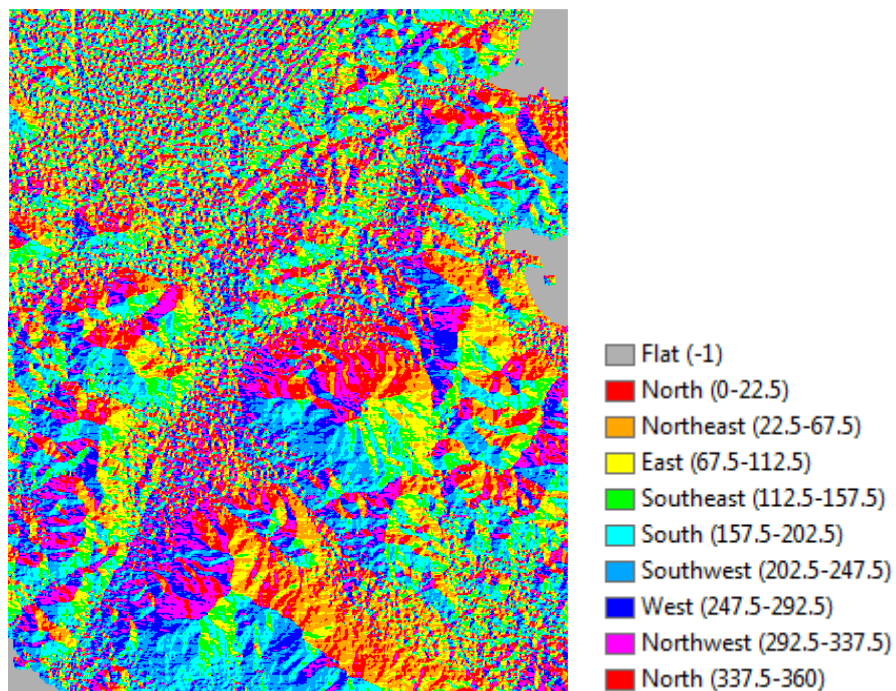 Flat (-1)
North (0-22.5)
Northeast (22.5-67.5)
East (67.5-112.5)
Southeast (112.5-157.5)
South (157.5-202.5)
Southwest (202.5-247.5)
West (247.5-292.5)
Northwest (292.5-337.5)
North (337.5-360)